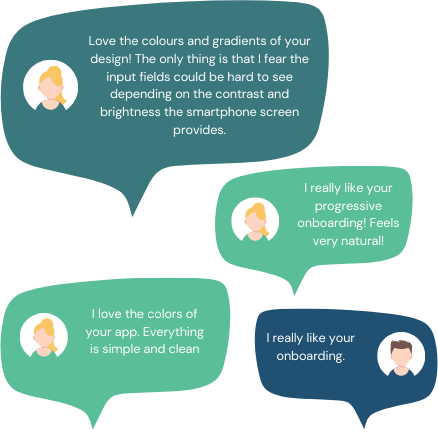 Love the colours and gradients of your
design! The only thing is that I fear the
input fields could be hard to see
depending on the contrast and
brightness the smartphone screen
provides.
I really like your
progressive
onboarding! Feels
very natural!
I love the colors of
your app. Everything
is simple and clean
I really like your
onboarding.